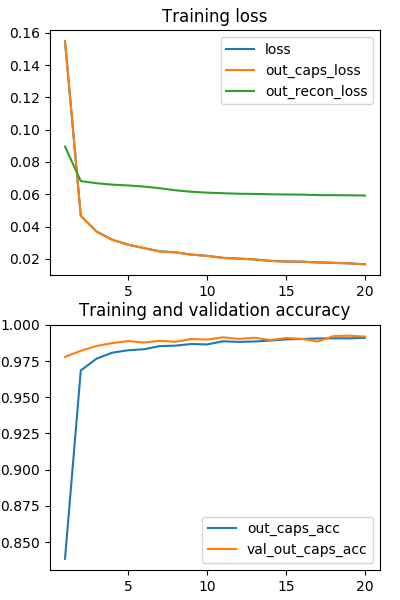 Training loss
0.16
0.14
0.12
0.10
0.08
0.06
0.04
0.02
loss
out_caps_loss
out_recon_loss
5 10 15 20
Training and validation accuracy
1.000
0.975
0.950
0.925
0.900
0.875
0.850
out_caps_acc
val_out_caps_acc
5 10 15 20